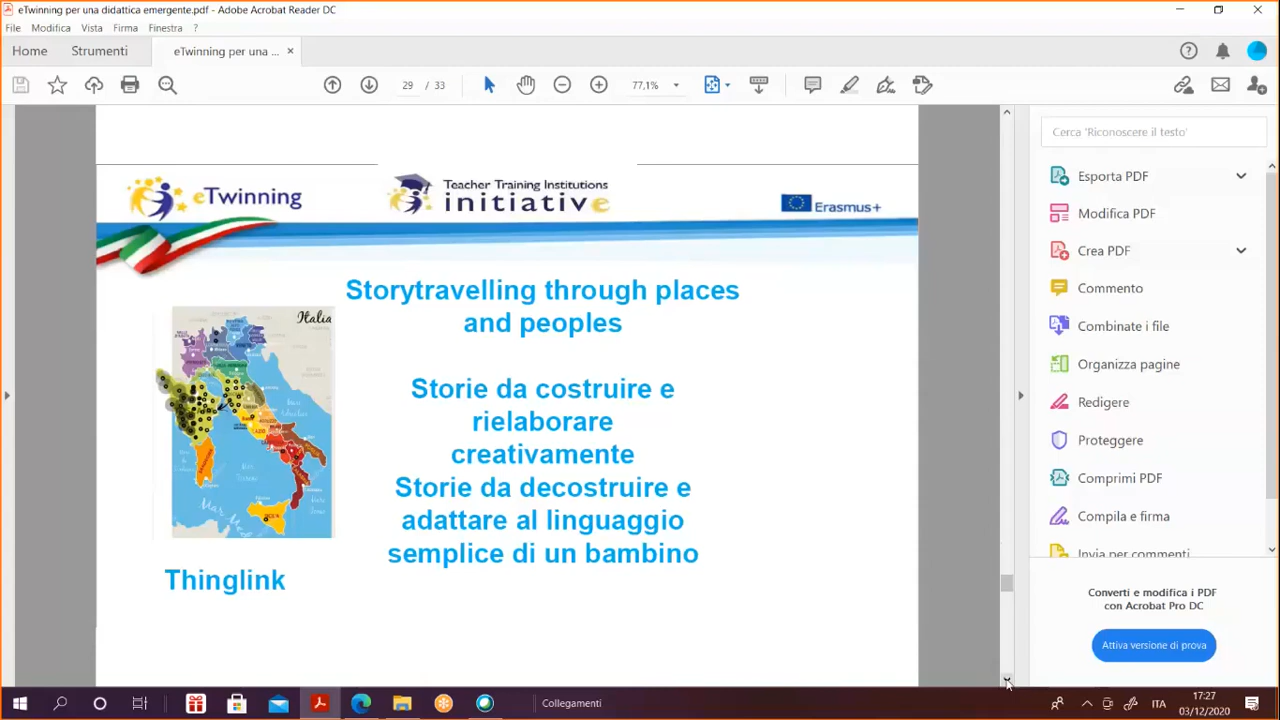 eTwinning per una didattica emergente.pdf - Adobe Acrobat Reader DC
File Modifica Vista Firma Finestra ?
Home Strumenti eTwinning per una ... ×
29 / 33 77,1%
Cerca 'Riconoscere il testo'
Esporta PDF
Modifica PDF
Crea PDF
Commento
Combinate i file
Organizza pagine
Redigere
Proteggere
Comprimi PDF
Compila e firma
Invia per commenti
Converti e modifica i PDF
con Acrobat Pro DC
Attiva versione di prova
eTwinning
Teacher Training Institutions
initiative
Erasmus+
Storytravelling through places
and peoples
Storie da costruire e
rielaborare
creativamente
Storie da decostruire e
adattare al linguaggio
semplice di un bambino
Italia
Thinglink
Collegamenti
ITA
17:27
03/12/2020